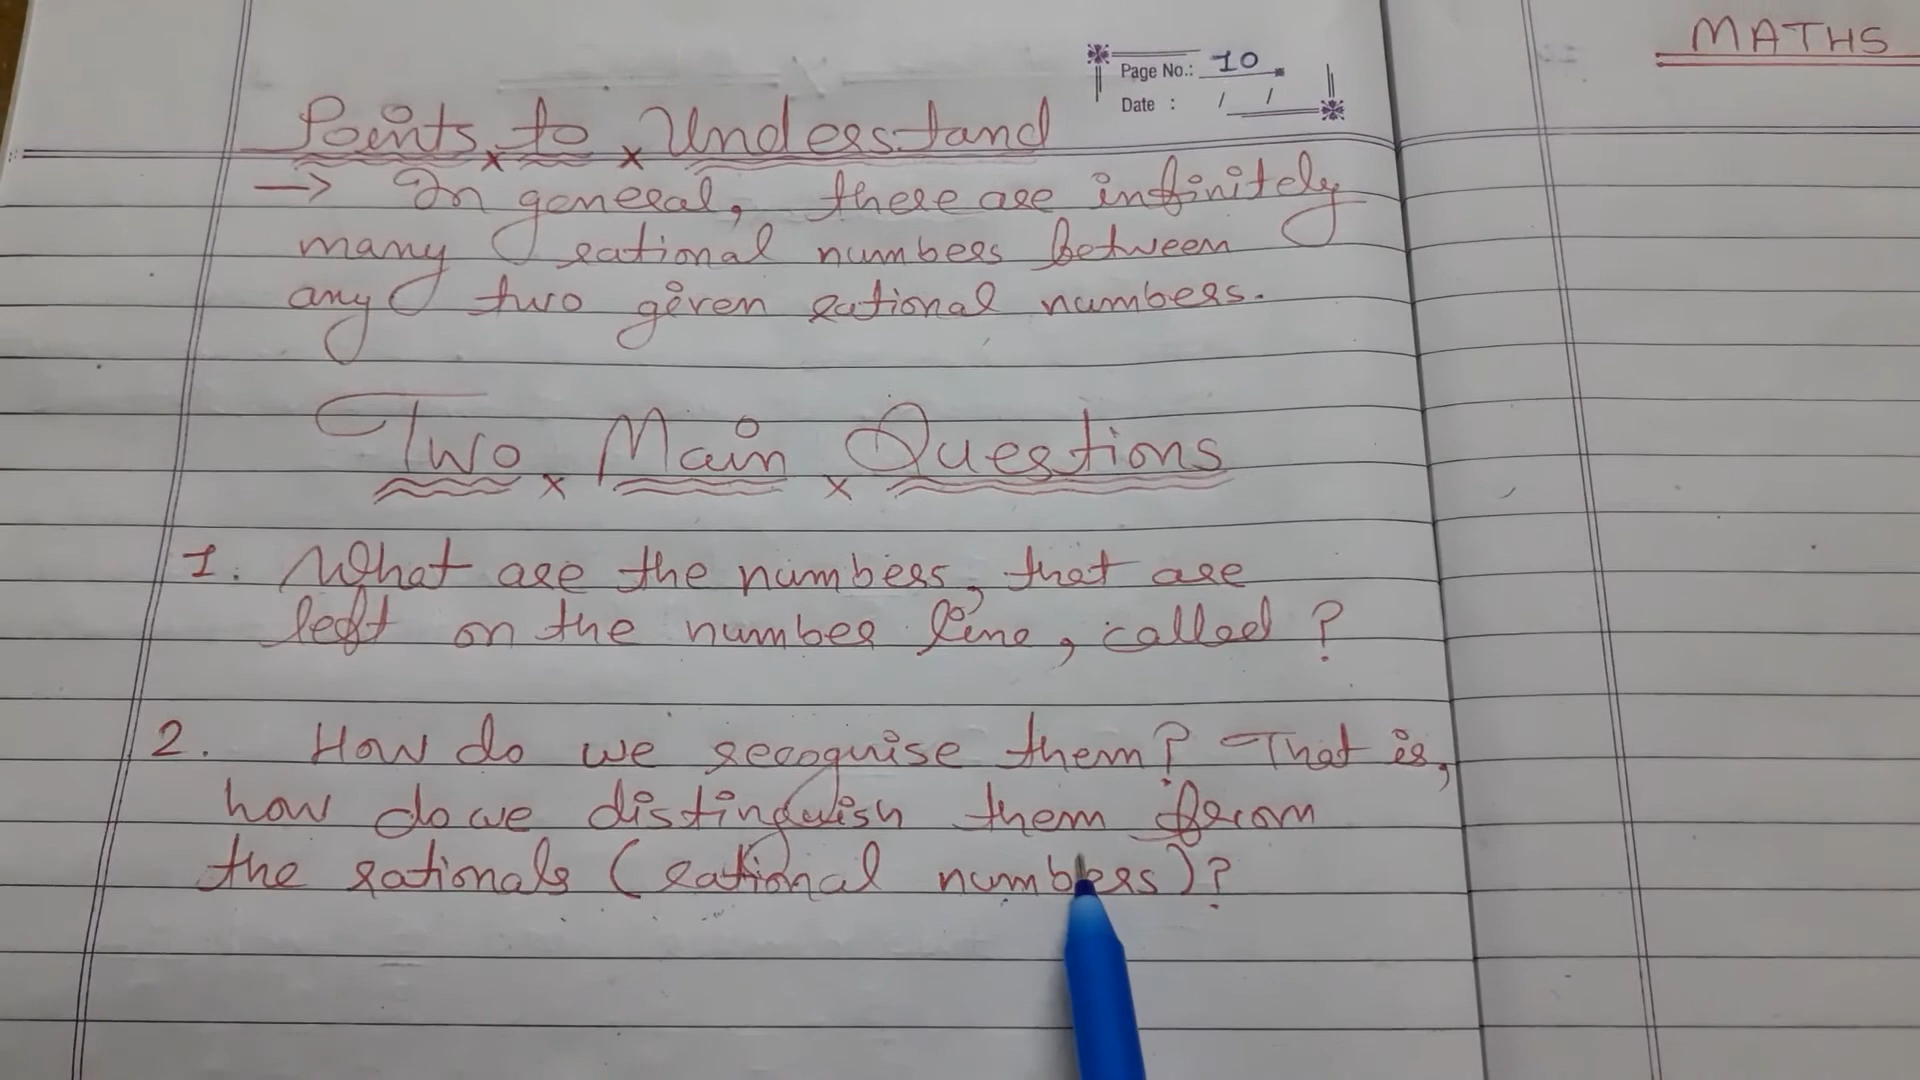 MATHS
Page No.: 10
Date : / /
Points to Understand
→ In general, there are infinitely
many rational numbers between
any two given rational numbers.
Two Main Questions
1. What are the numbers, that are
left on the number line, called?
2. How do we recognise them? That is,
how do we distinguish them from
the rationals (rational numbers)?